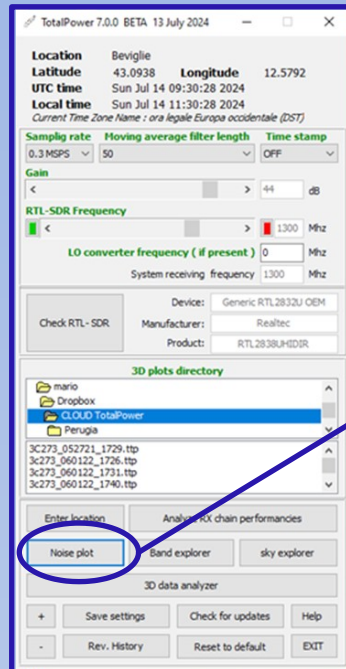 TotalPower 7.0.0 BETA 13 July 2024
Location Beviglie
Latitude 43.0938 Longitude 12.5792
UTC time Sun Jul 14 09:30:28 2024
Local time Sun Jul 14 11:30:28 2024
Current Time Zone Name : ora legale Europa occidentale (DST)
Samplig rate Moving average filter length Time stamp
0.3 MSPS 50 OFF
Gain
< > 44 dB
RTL-SDR Frequency
< > 1300 Mhz
LO converter frequency ( if present ) 0 Mhz
System receiving frequency 1300 Mhz
Check RTL-SDR
Device: Generic RTL2832U OEM
Manufacturer: Realtec
Product: RTL2838UHIDIR
3D plots directory
mario
Dropbox
CLOUD TotalPower
Perugia
3C273_052721_1729.ttp
3c273_060122_1726.ttp
3c273_060122_1731.ttp
3c273_060122_1740.ttp
Enter location Analyze RX chain performancies
Noise plot Band explorer sky explorer
3D data analyzer
+ Save settings Check for updates Help
- Rev. History Reset to default EXIT